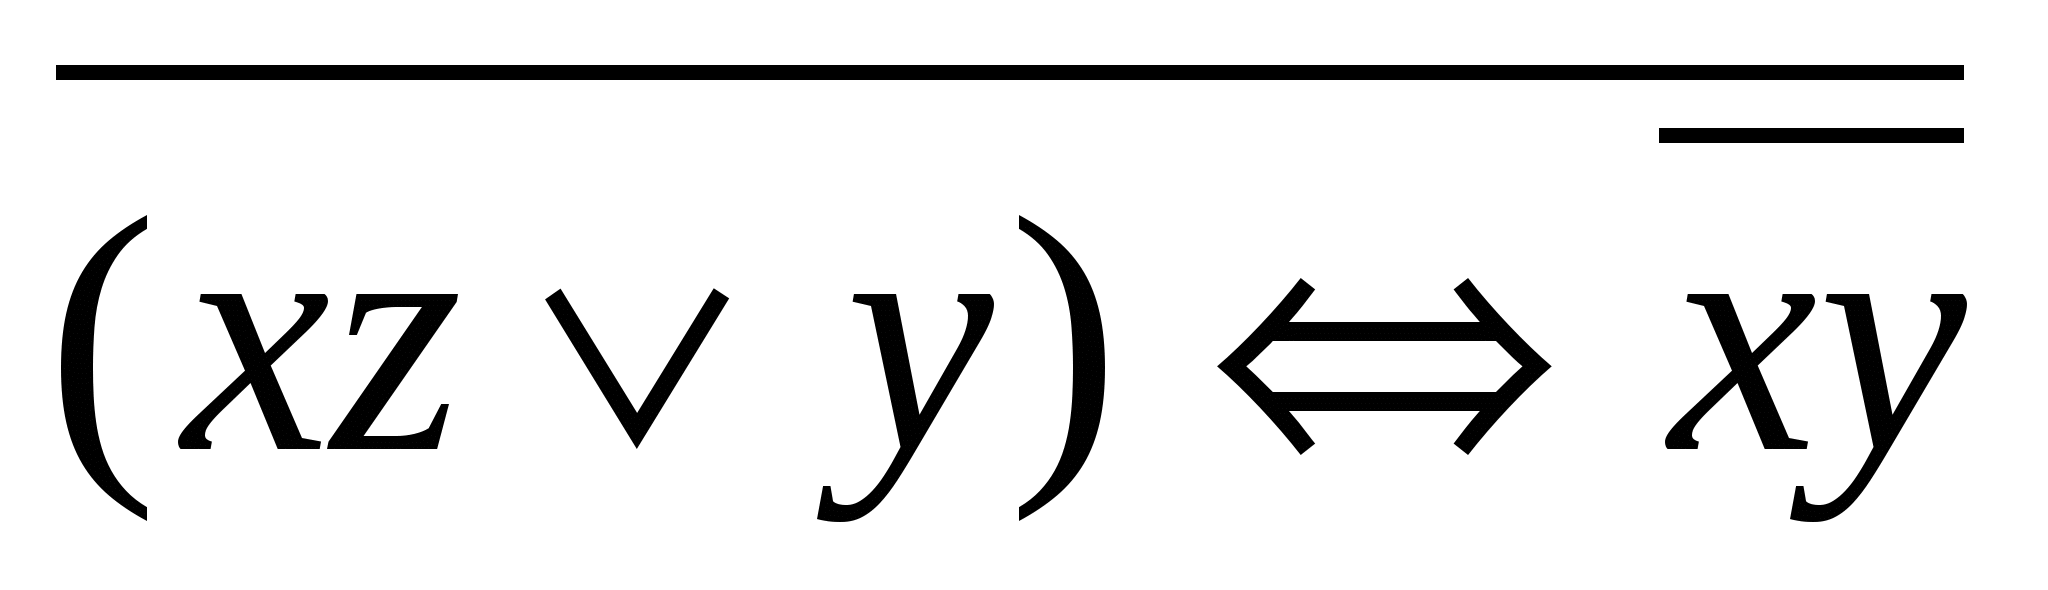 (xz ∨ y) ⇔ xy